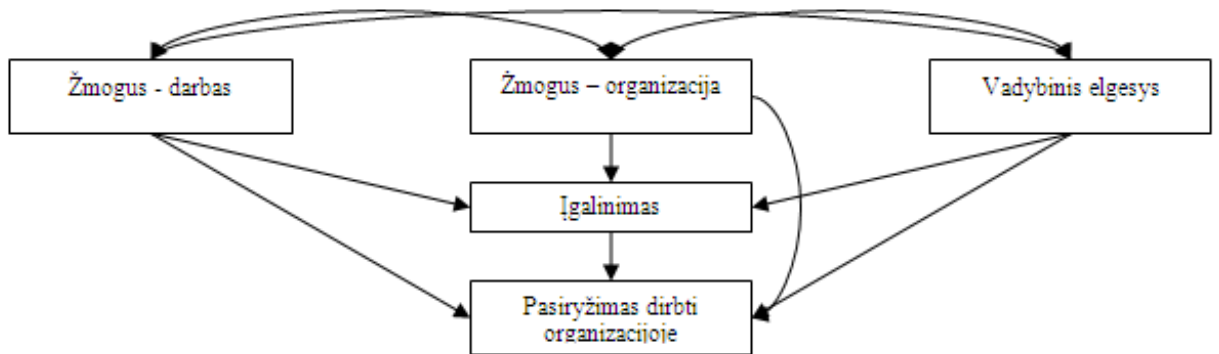 Žmogus - darbas
Žmogus – organizacija
Vadybinis elgesys
Įgalinimas
Pasiryžimas dirbti
organizacijoje